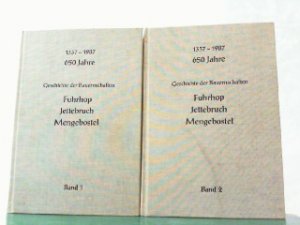 1337 - 1987
650 Jahre
Geschichte der Bauernschaften
Fuhrhop
Jettebruch
Mengebostel
Band 1
1337 - 1987
650 Jahre
Geschichte der Bauernschaften
Fuhrhop
Jettebruch
Mengebostel
Band 2